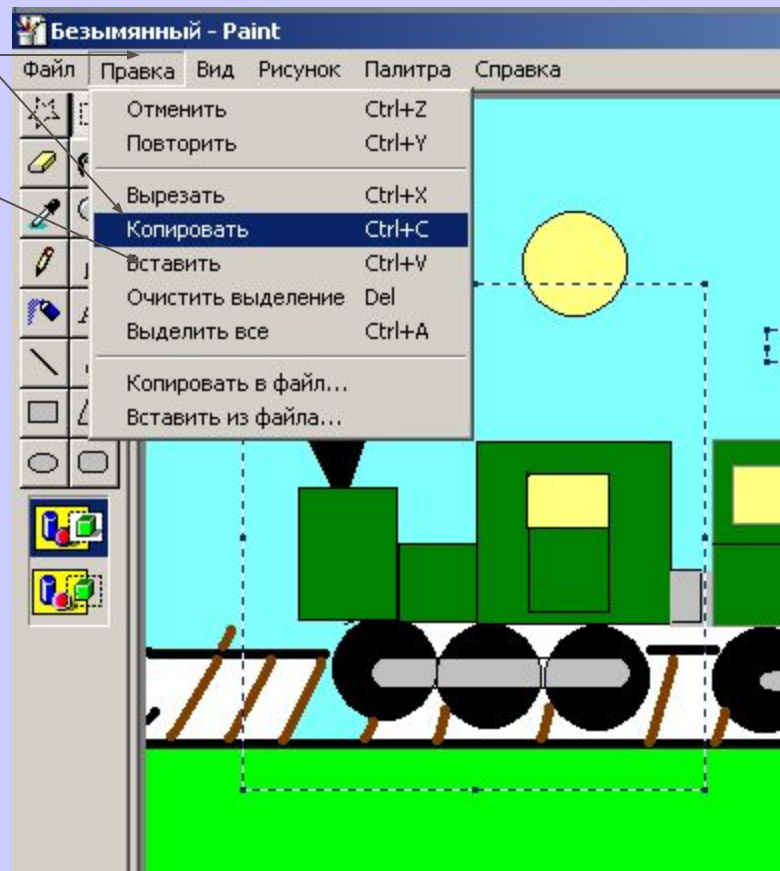 Безымянный - Paint
Файл Правка Вид Рисунок Палитра Справка
Отменить Ctrl+Z
Повторить Ctrl+Y
Вырезать Ctrl+X
Копировать Ctrl+C
Вставить Ctrl+V
Очистить выделение Del
Выделить все Ctrl+A
Копировать в файл...
Вставить из файла...